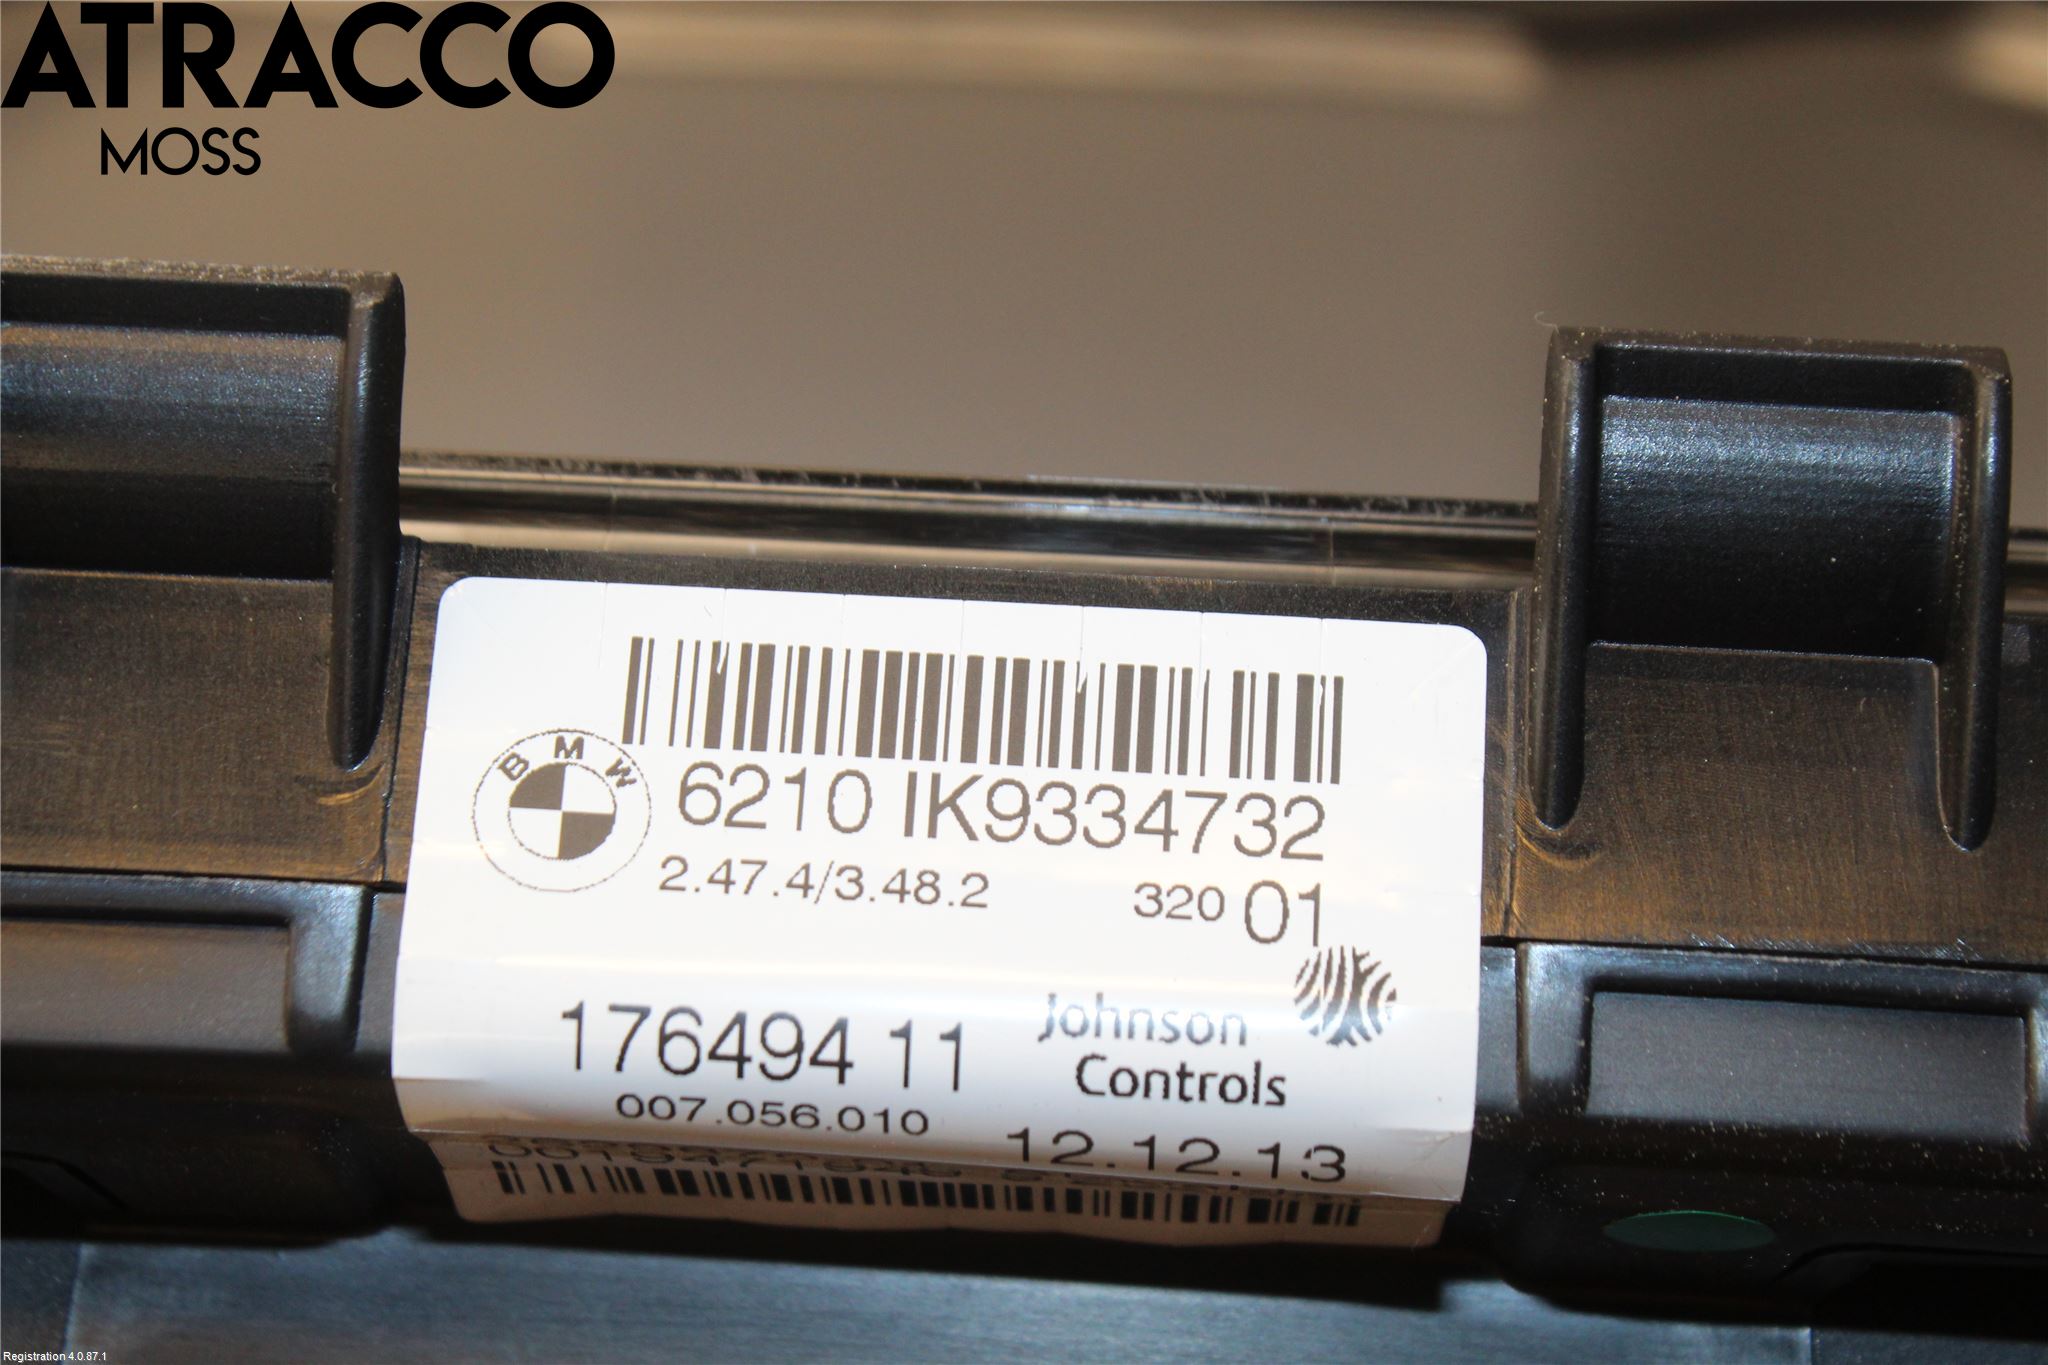 ATRACCO
MOSS
BMW
6210 IK9334732
2.47.4/3.48.2 320 01
176494 11 Johnson
Controls
007.056.010 12.12.13
Registration 4.0.87.1